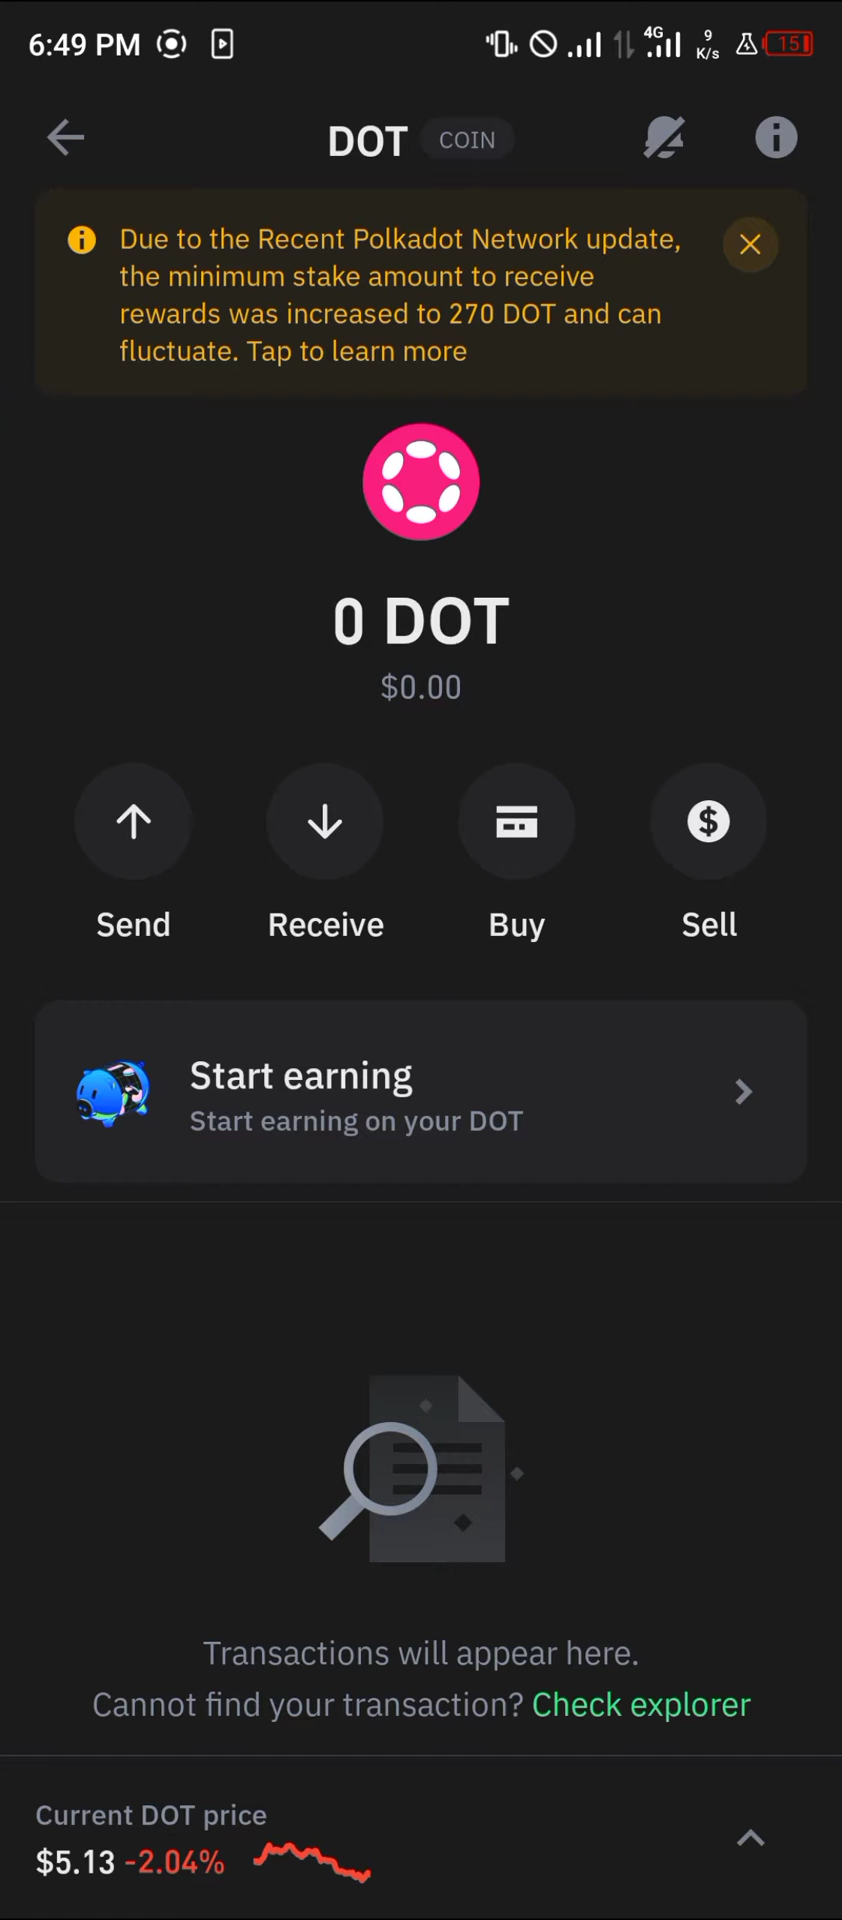 6:49 PM 4G 9 K/s 15
DOT COIN
Due to the Recent Polkadot Network update,
the minimum stake amount to receive
rewards was increased to 270 DOT and can
fluctuate. Tap to learn more
0 DOT
$0.00
Send Receive Buy Sell
Start earning
Start earning on your DOT
Transactions will appear here.
Cannot find your transaction? Check explorer
Current DOT price
$5.13 -2.04%